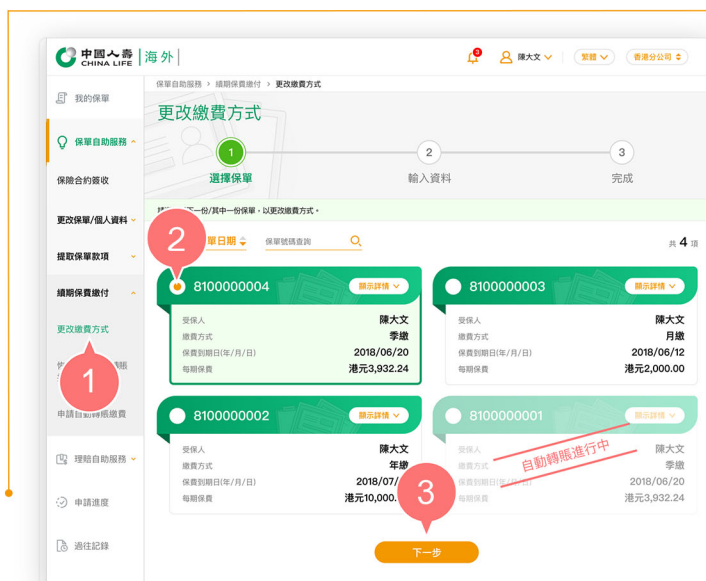 中國人壽
CHINA LIFE
海外
3
陳大文
繁體
香港分公司
我的保單
保單自助服務
保險合約簽收
更改保單/個人資料
提取保單款項
續期保費繳付
更改繳費方式
1
申請自動轉賬繳費
理賠自助服務
申請進度
過往記錄
保單自助服務 > 續期保費繳付 > 更改繳費方式
更改繳費方式
1
選擇保單
2
輸入資料
3
完成
一份/其中一份保單，以更改繳費方式。
2
單日期
保單號碼查詢
共 4 項
8100000004
顯示詳情
受保人 陳大文
繳費方式 季繳
保費到期日(年/月/日) 2018/06/20
每期保費 港元3,932.24
8100000003
顯示詳情
受保人 陳大文
繳費方式 月繳
保費到期日(年/月/日) 2018/06/12
每期保費 港元2,000.00
8100000002
顯示詳情
受保人 陳大文
繳費方式 年繳
保費到期日(年/月/日) 2018/07/
每期保費 港元10,000.
8100000001
顯示詳情
受保人 陳大文
繳費方式 季繳
保費到期日(年/月/日) 2018/06/20
每期保費 港元3,932.24
自動轉賬進行中
3
下一步